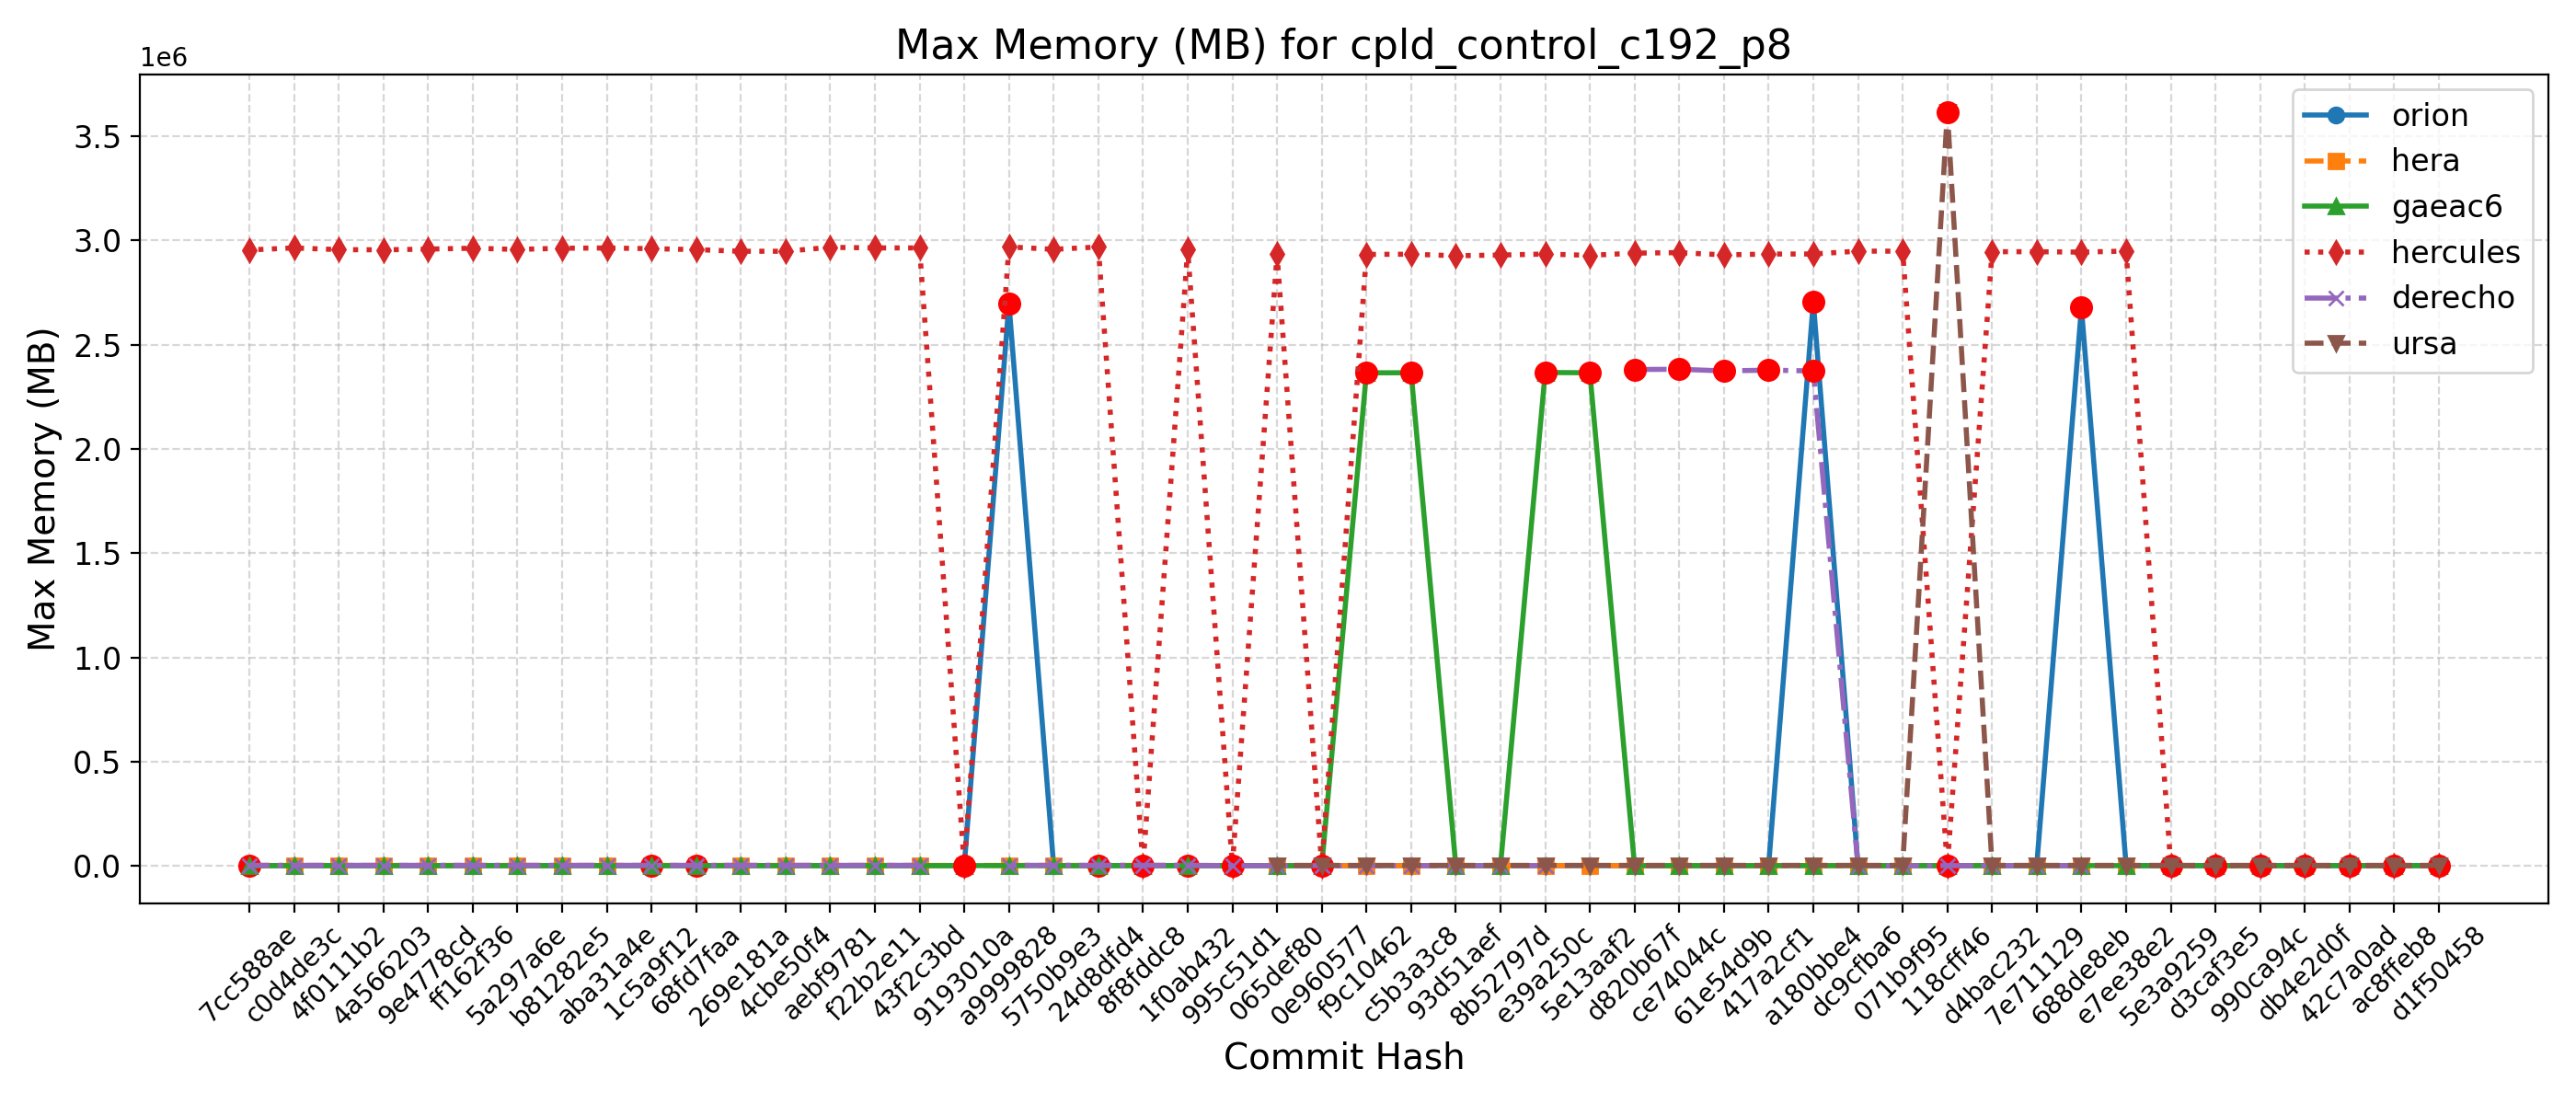 Max Memory (MB) for cpld_control_c192_p8
1e6
3.5
3.0
2.5
2.0
1.5
1.0
0.5
0.0
Max Memory (MB)
orion
hera
gaeac6
hercules
derecho
ursa
7cc588ae
c0d4de3c
4f0111b2
4a566203
9e4778cd
ff162f36
5a297a6e
b81282e5
aba31a4e
1c5a9f12
68fd7faa
269e181a
4cbe50f4
aebf9781
f22b2e11
43f2c3bd
9193010a
a9999828
5750b9e3
24d8dfd4
8f8fddc8
1f0ab432
995c51d1
065def80
0e960577
f9c10462
c5b3a3c8
93d51aef
8b52797d
e39a250c
5e13aaf2
d820b67f
ce74044c
61e54d9b
417a2cf1
a180bbe4
dc9cfba6
071b9f95
118cff46
d4bac232
7e711129
688de8eb
e7ee38e2
5e3a9259
d3caf3e5
990ca94c
db4e2d0f
42c7a0ad
ac8ffeb8
d1f50458
Commit Hash